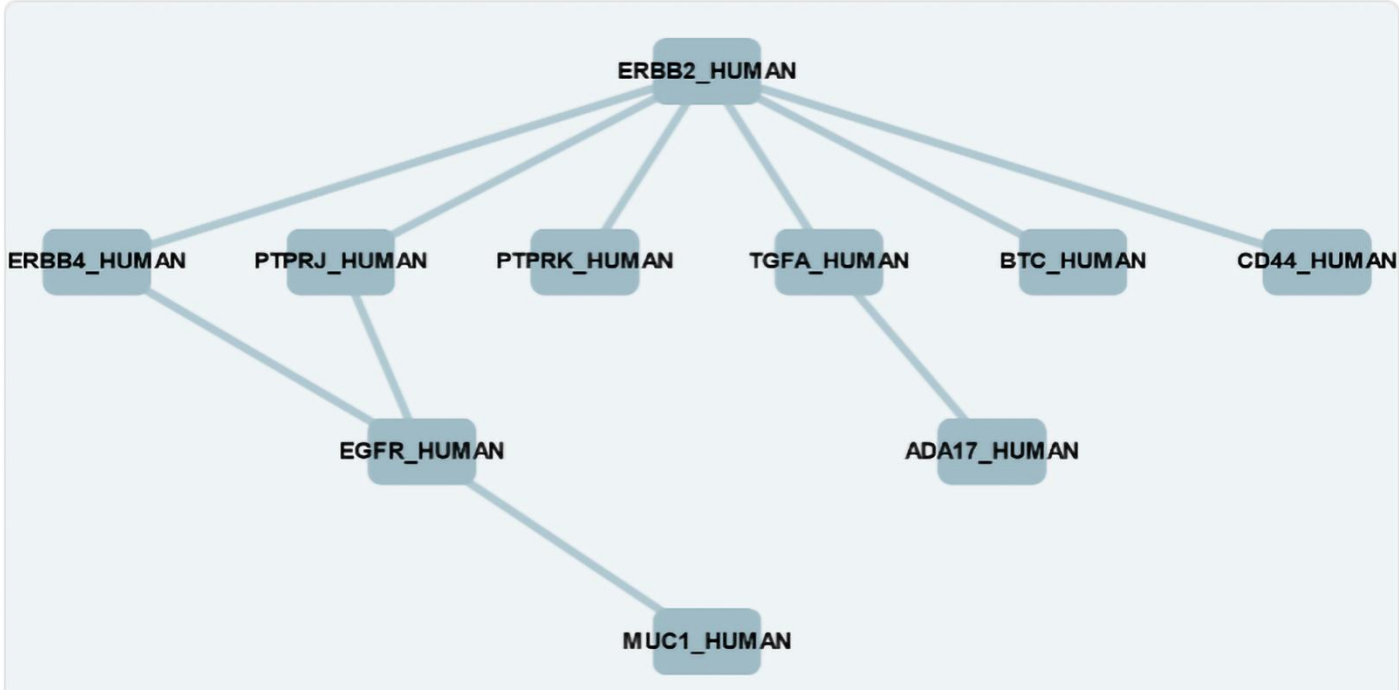 ERBB2_HUMAN
ERBB4_HUMAN PTPRJ_HUMAN PTPRK_HUMAN TGFA_HUMAN BTC_HUMAN CD44_HUMAN
EGFR_HUMAN ADA17_HUMAN
MUC1_HUMAN